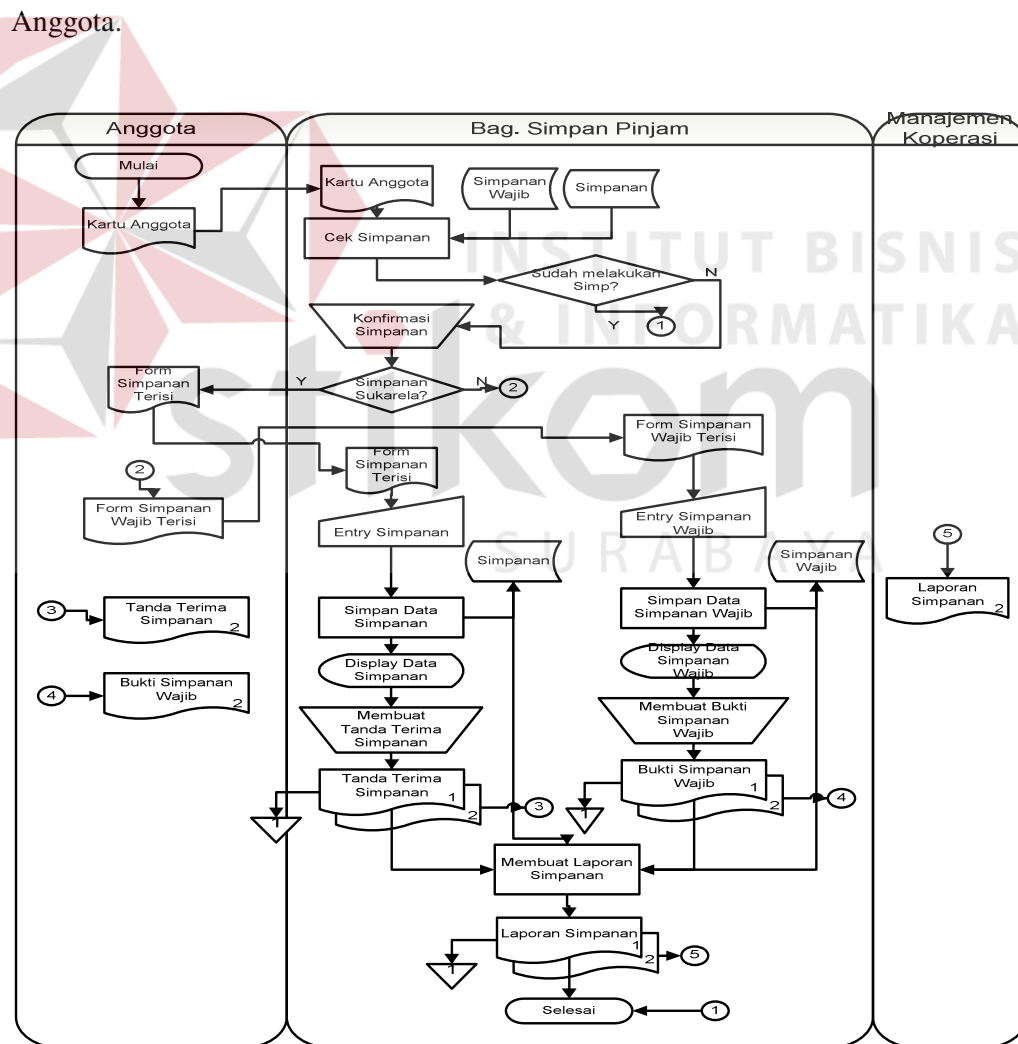 Anggota.
Anggota
Bag. Simpan Pinjam
Manajemen
Koperasi
Mulai
Kartu Anggota
Kartu Anggota
Simpanan
Wajib
Simpanan
Cek Simpanan
Sudah melakukan
Simp?
N
Y
1
Konfirmasi
Simpanan
Simpanan
Sukarela?
Y
N
2
Form
Simpanan
Terisi
Form Simpanan
Wajib Terisi
Form
Simpanan
Terisi
2
Form Simpanan
Wajib Terisi
Entry Simpanan
Entry Simpanan
Wajib
Simpanan
Simpanan
Wajib
5
Laporan
Simpanan
2
3
Tanda Terima
Simpanan
2
Simpan Data
Simpanan
Simpan Data
Simpanan Wajib
Display Data
Simpanan
Display Data
Simpanan
Wajib
4
Bukti Simpanan
Wajib
2
Membuat
Tanda Terima
Simpanan
Membuat Bukti
Simpanan
Wajib
Tanda Terima
Simpanan
1
2
3
1
Bukti Simpanan
Wajib
1
2
4
1
Membuat Laporan
Simpanan
Laporan Simpanan
1
2
5
1
Selesai
1
INSTITUT BISNIS
& INFORMATIKA
stikom
SURABAYA